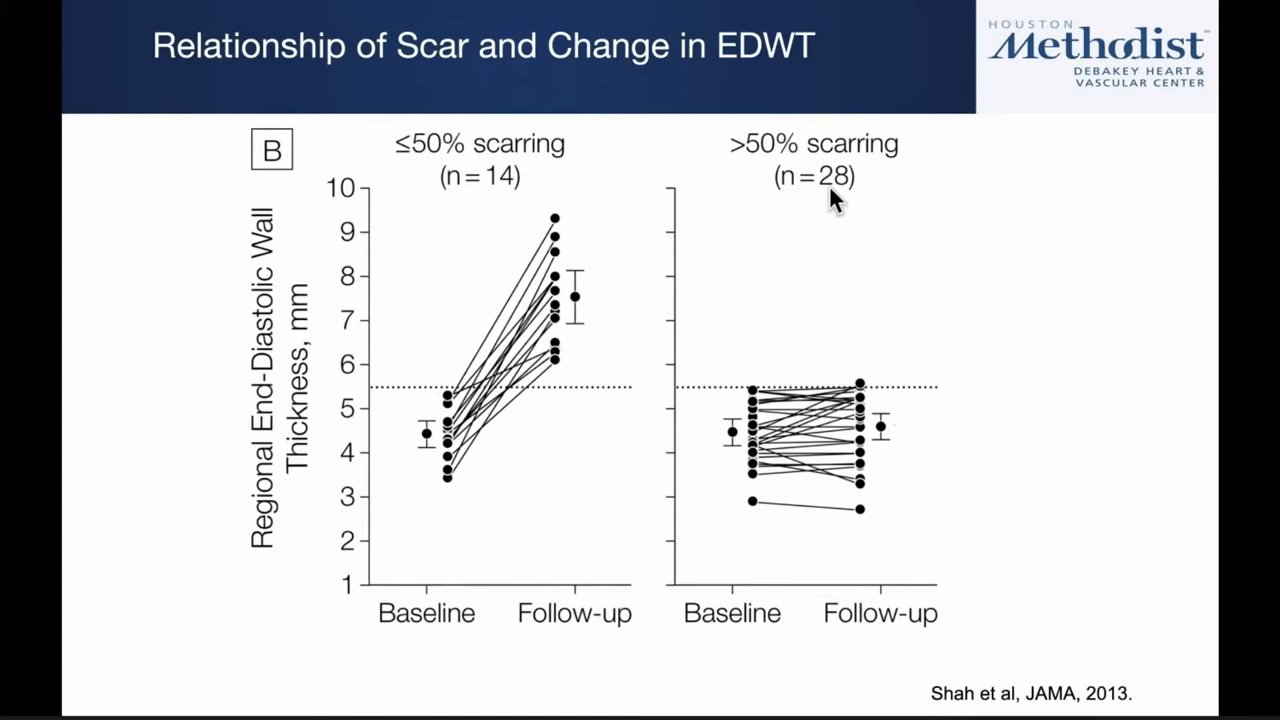 Relationship of Scar and Change in EDWT
HOUSTON
Methodist
DEBAKEY HEART &
VASCULAR CENTER
B
≤50% scarring
(n=14)
>50% scarring
(n=28)
Regional End-Diastolic Wall
Thickness, mm
10
9
8
7
6
5
4
3
2
1
Baseline
Follow-up
Baseline
Follow-up
Shah et al, JAMA, 2013.